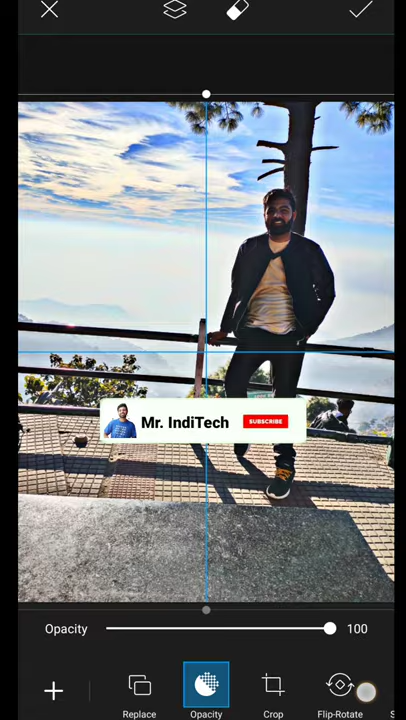 Mr. IndiTech
SUBSCRIBE
Opacity
100
Replace
Opacity
Crop
Flip-Rotate